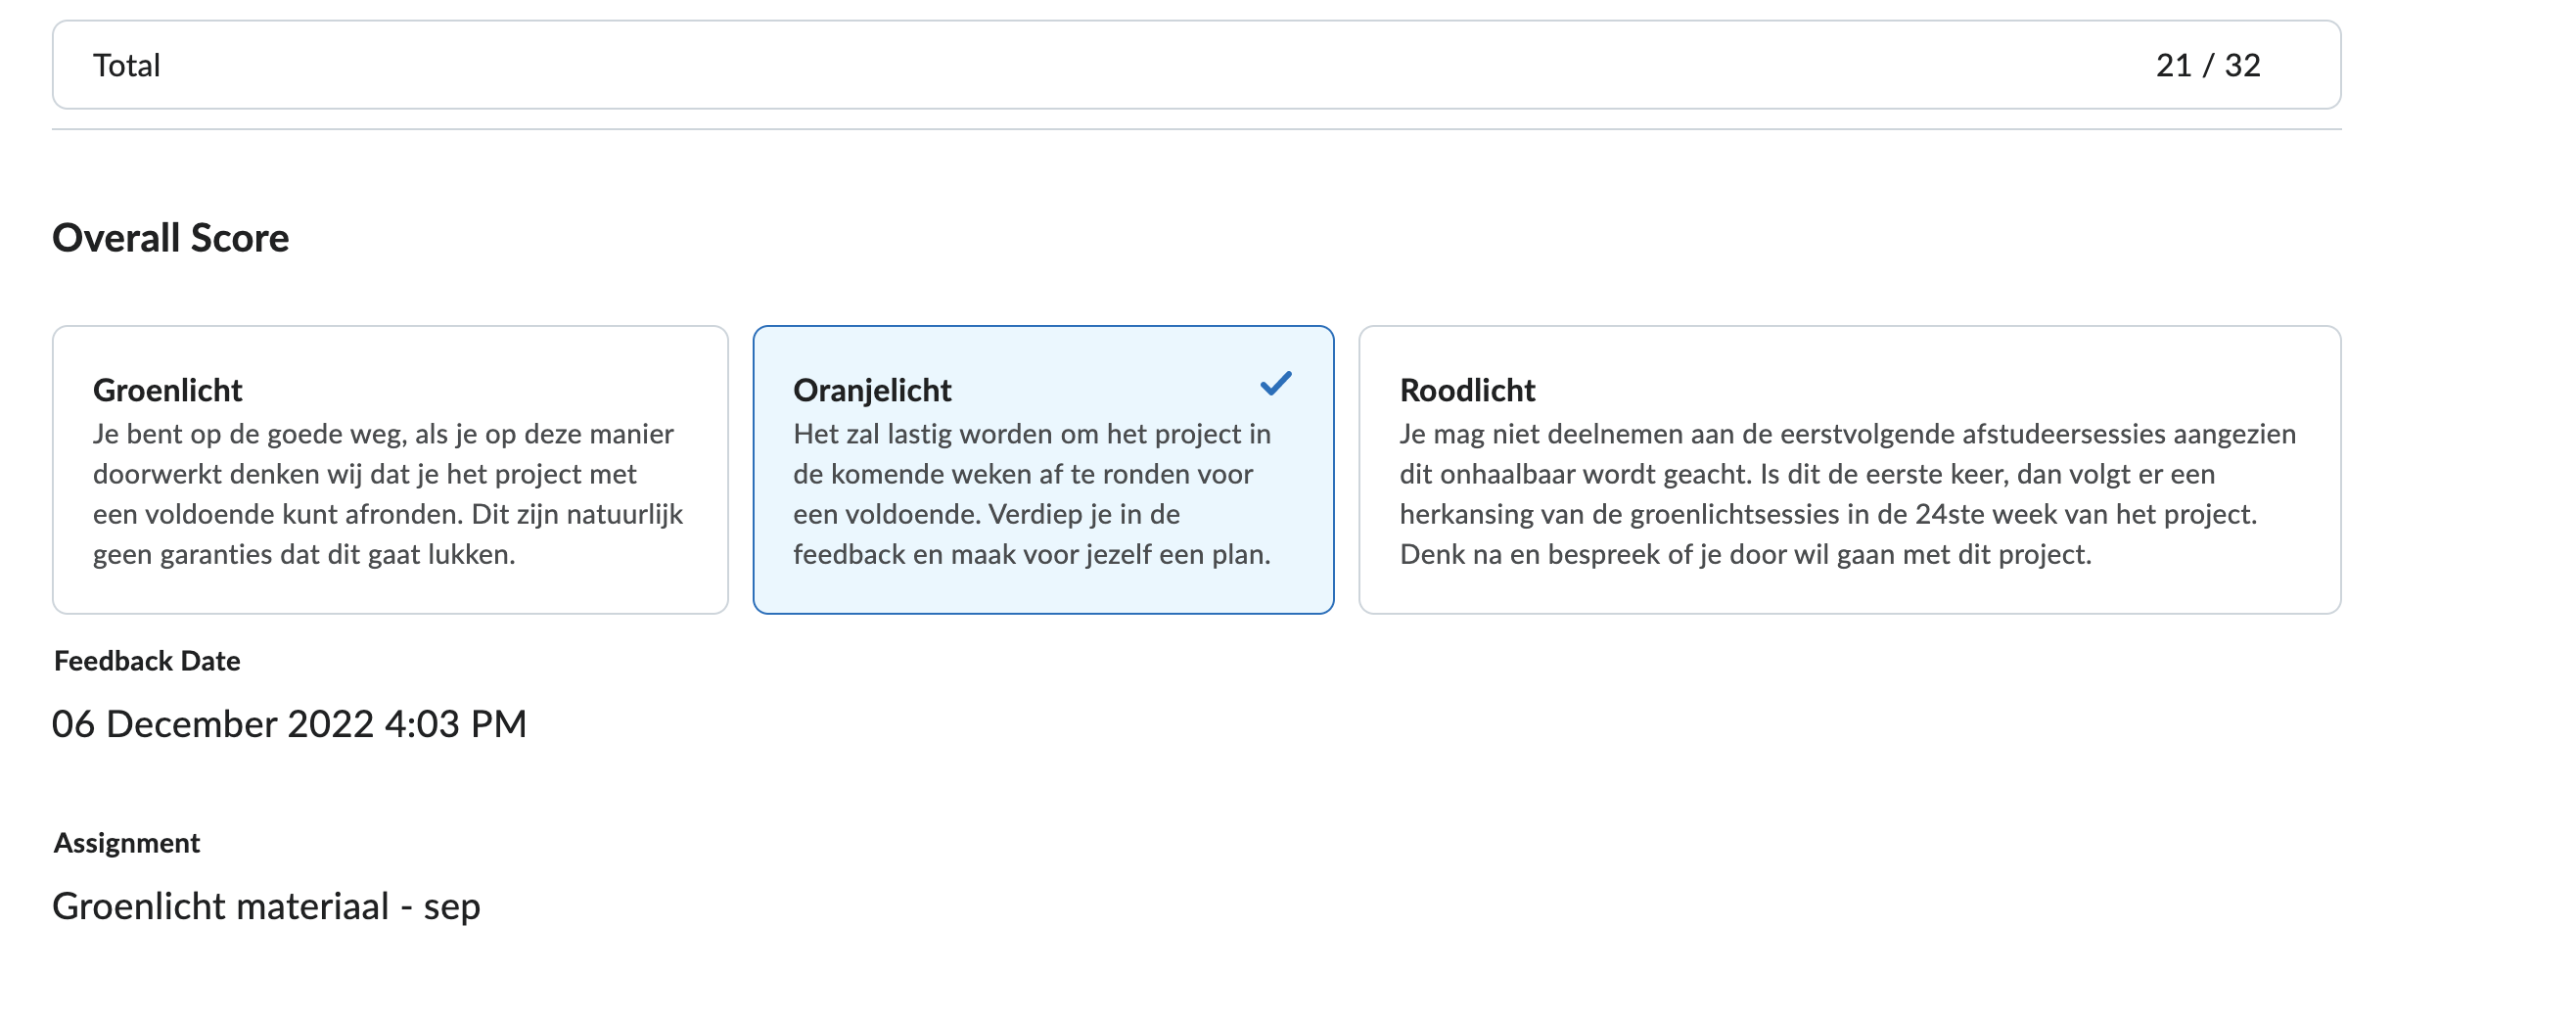 Total
21 / 32
Overall Score
Groenlicht
Je bent op de goede weg, als je op deze manier
doorwerkt denken wij dat je het project met
een voldoende kunt afronden. Dit zijn natuurlijk
geen garanties dat dit gaat lukken.
Oranjelicht
Het zal lastig worden om het project in
de komende weken af te ronden voor
een voldoende. Verdiep je in de
feedback en maak voor jezelf een plan.
Roodlicht
Je mag niet deelnemen aan de eerstvolgende afstudeersessies aangezien
dit onhaalbaar wordt geacht. Is dit de eerste keer, dan volgt er een
herkansing van de groenlichtsessies in de 24ste week van het project.
Denk na en bespreek of je door wil gaan met dit project.
Feedback Date
06 December 2022 4:03 PM
Assignment
Groenlicht materiaal - sep